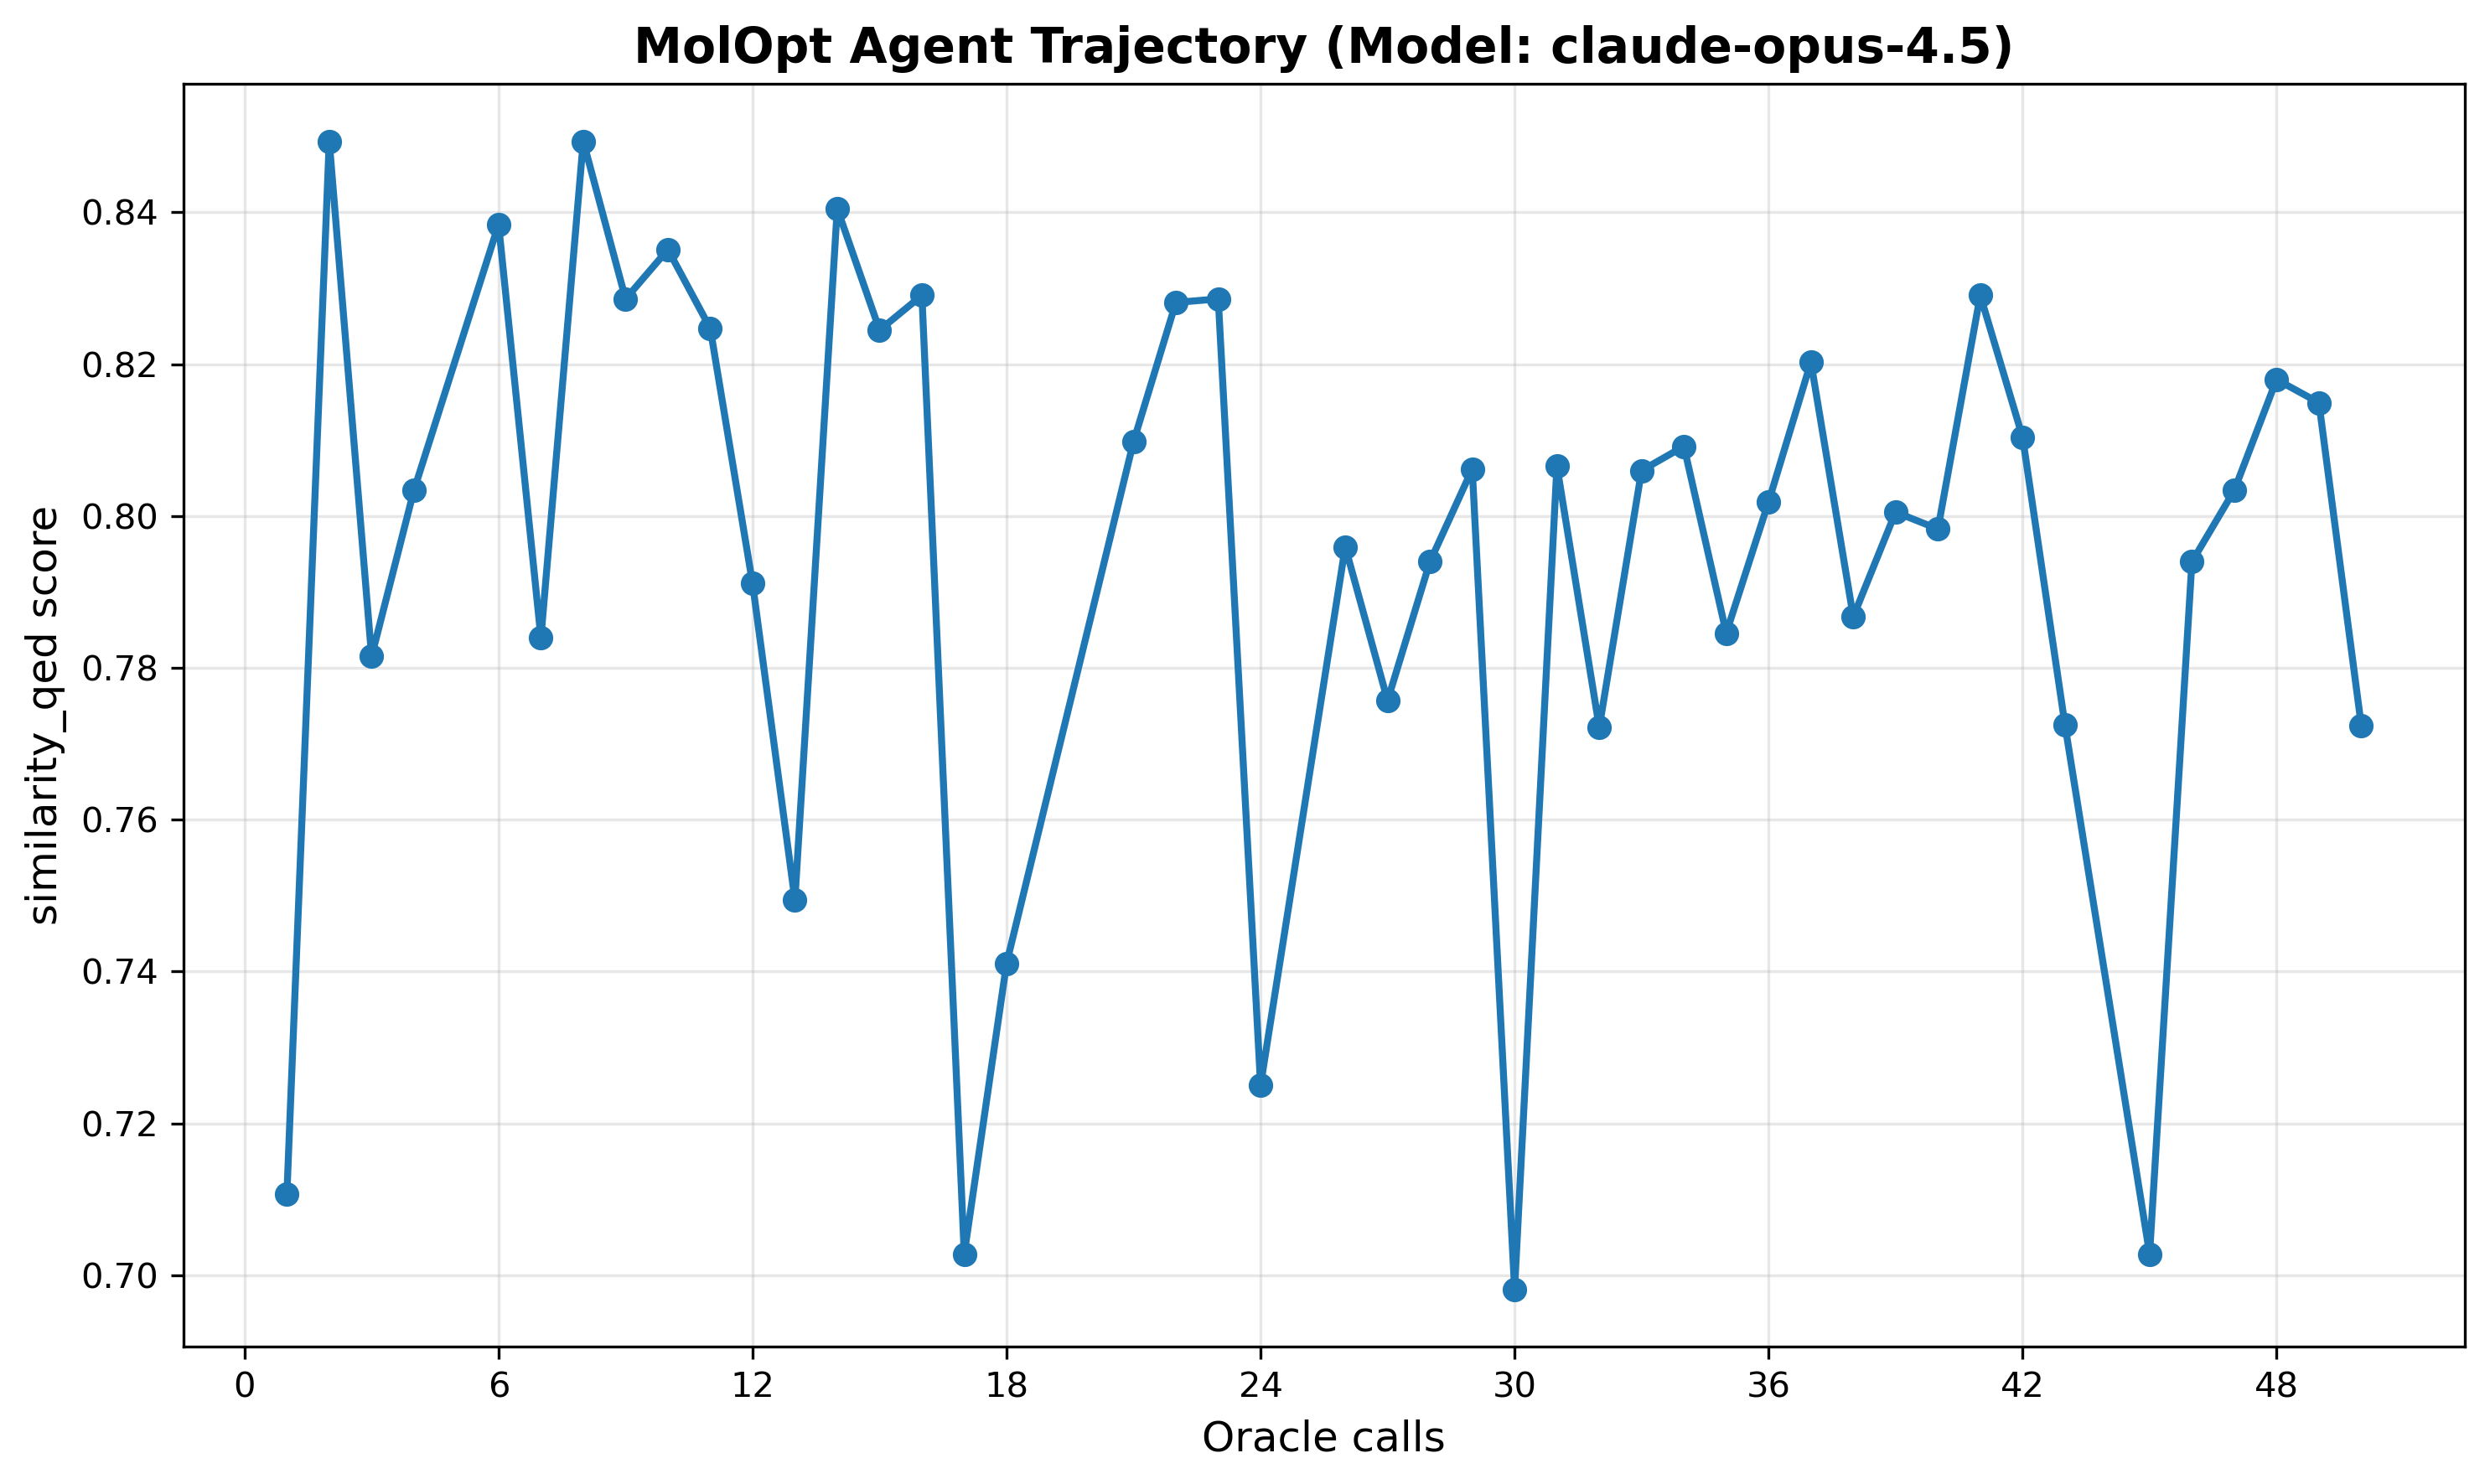 MolOpt Agent Trajectory (Model: claude-opus-4.5)
similarity_qed score
0.84
0.82
0.80
0.78
0.76
0.74
0.72
0.70
0 6 12 18 24 30 36 42 48
Oracle calls